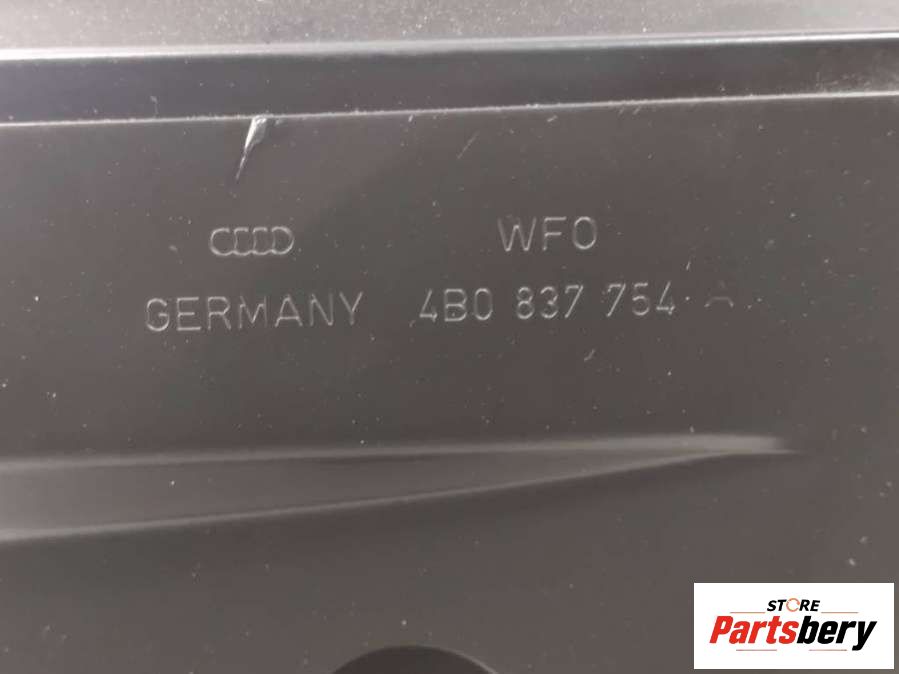 WFO
GERMANY 4B0 837 754 A
STORE
Partsbery